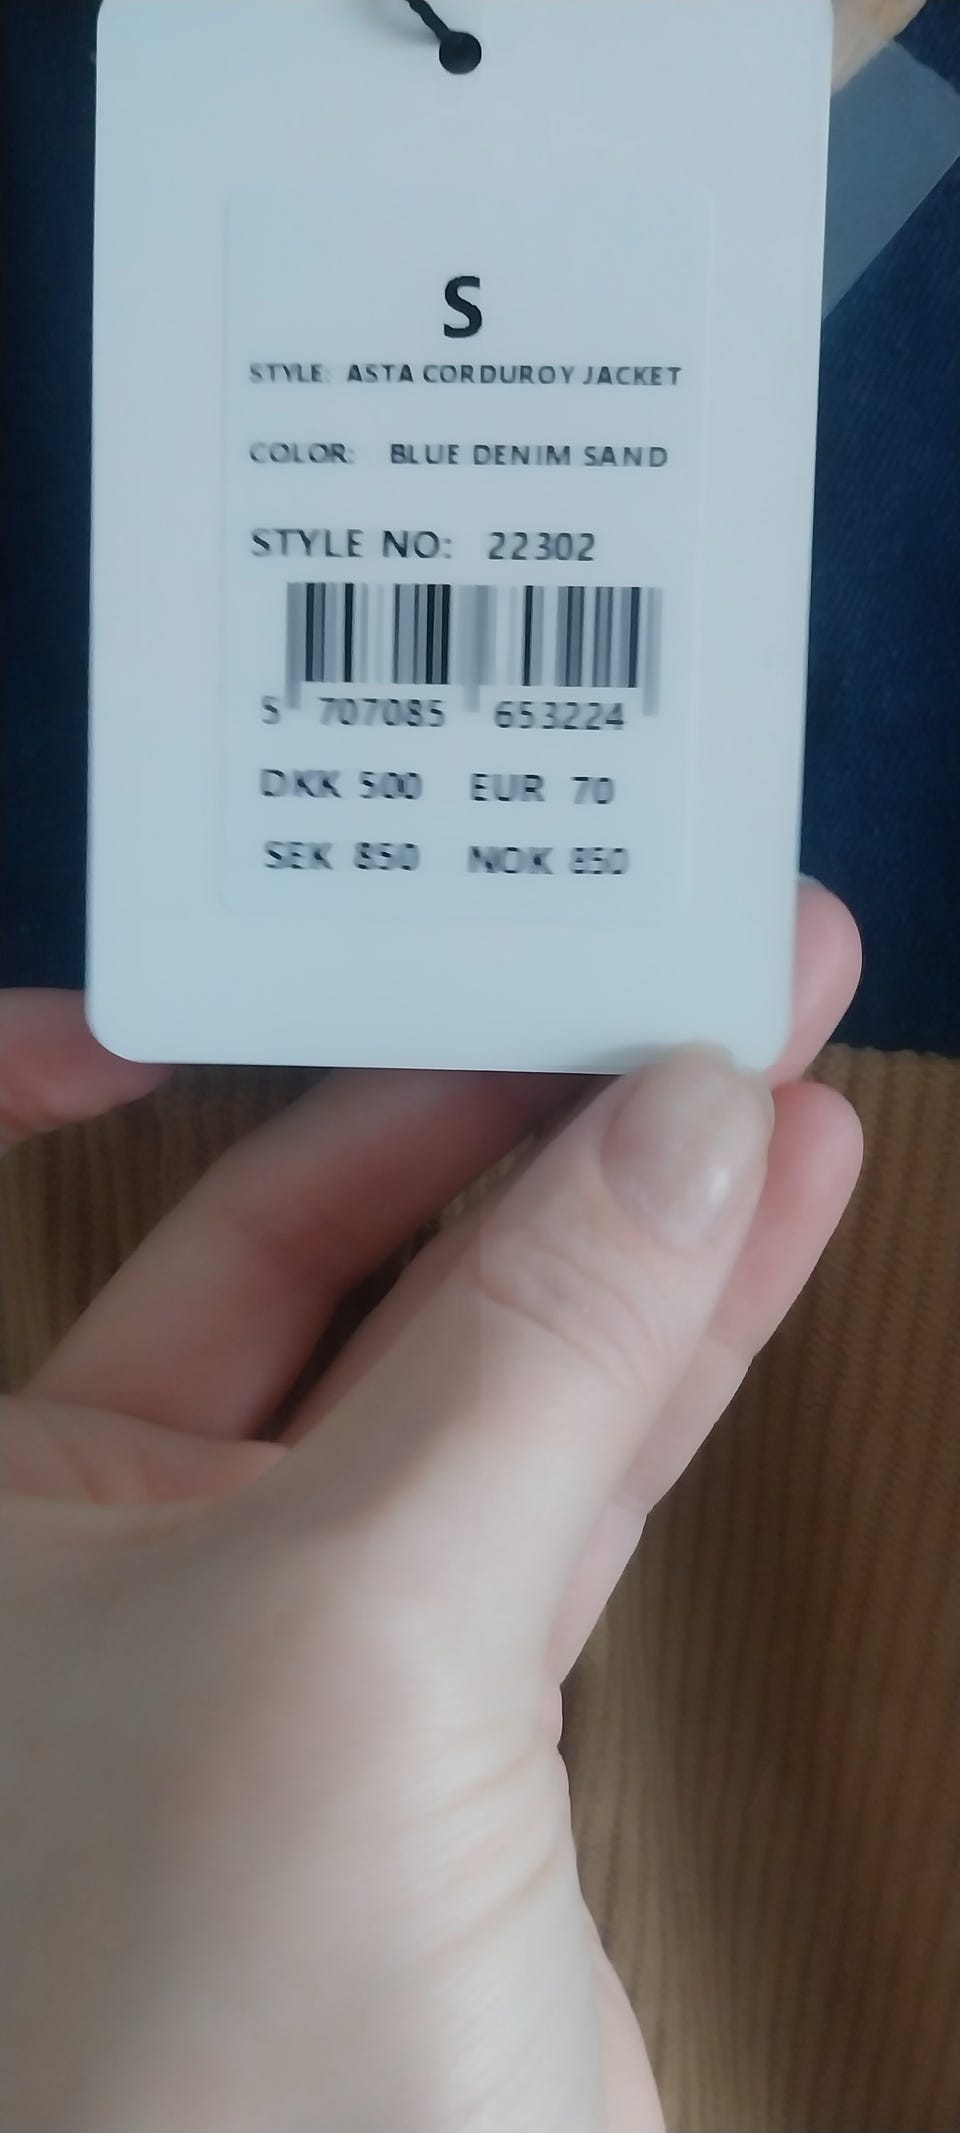 S
STYLE: ASTA CORDUROY JACKET
COLOR: BLUE DENIM SAND
STYLE NO: 22302
5 707085 653224
DKK 500 EUR 70
SEK 850 NOK 850